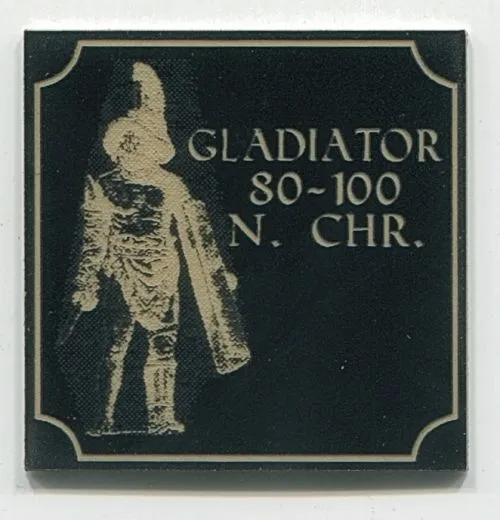 GLADIATOR
80-100
N. CHR.